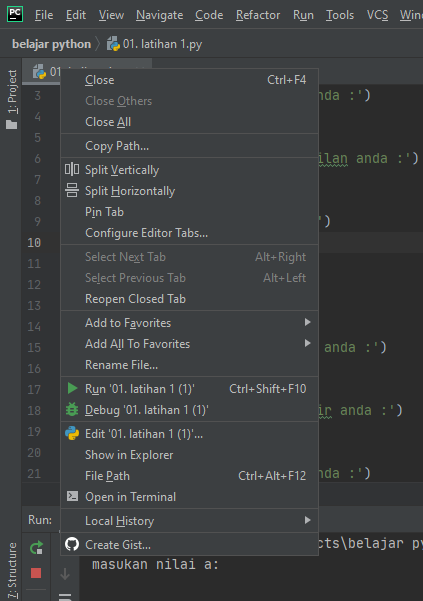 PC File Edit View Navigate Code Refactor Run Tools VCS
belajar python 01. latihan 1.py
1: Project
Close Ctrl+F4
3 nda :')
Close Others
4
Close All
5
Copy Path...
6 ilan anda :')
Split Vertically
7
Split Horizontally
8
Pin Tab
9 ')
Configure Editor Tabs...
10
Select Next Tab Alt+Right
11
Select Previous Tab Alt+Left
12
Reopen Closed Tab
13
Add to Favorites
14
Add All To Favorites
15 anda :')
Rename File...
16
Run '01. latihan 1 (1)' Ctrl+Shift+F10
17
Debug '01. latihan 1 (1)'
18 ir anda :')
Edit '01. latihan 1 (1)'...
19
Show in Explorer
20
File Path Ctrl+Alt+F12
21 nda :')
Open in Terminal
Run:
Local History
Create Gist... cts\belajar py
masukan nilai a:
7: Structure